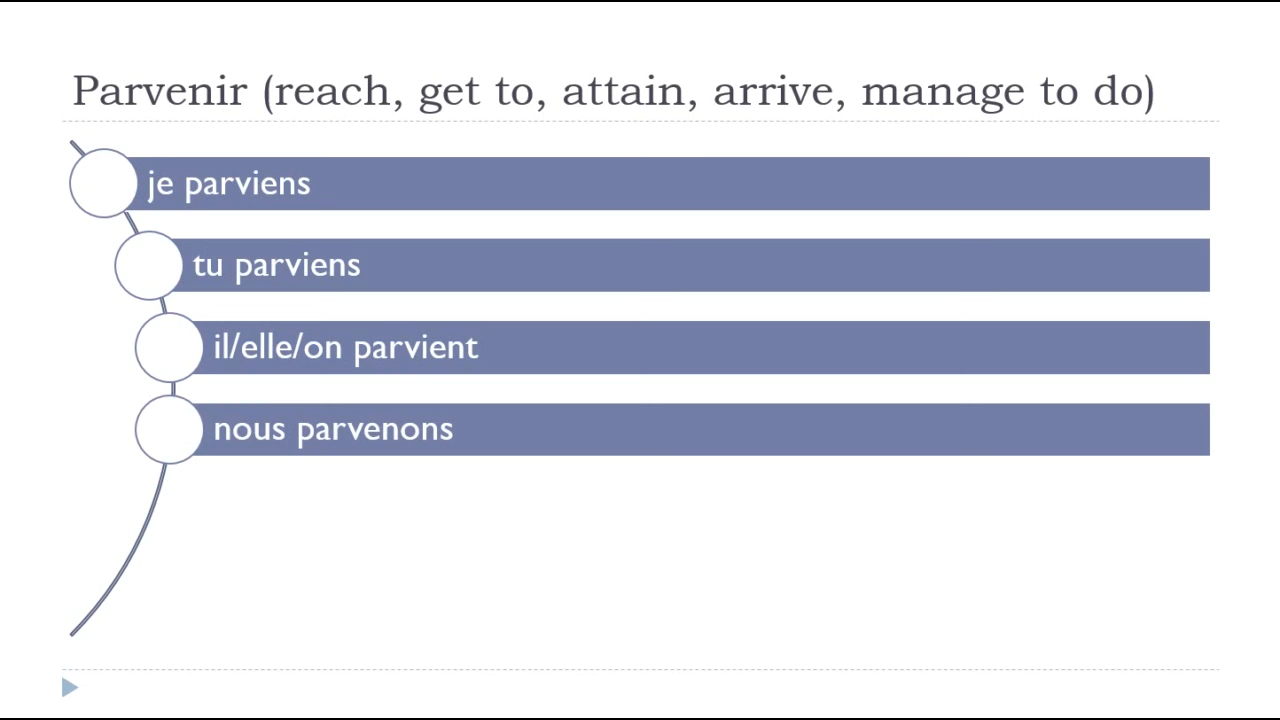 Parvenir (reach, get to, attain, arrive, manage to do)
je parviens
tu parviens
il/elle/on parvient
nous parvenons